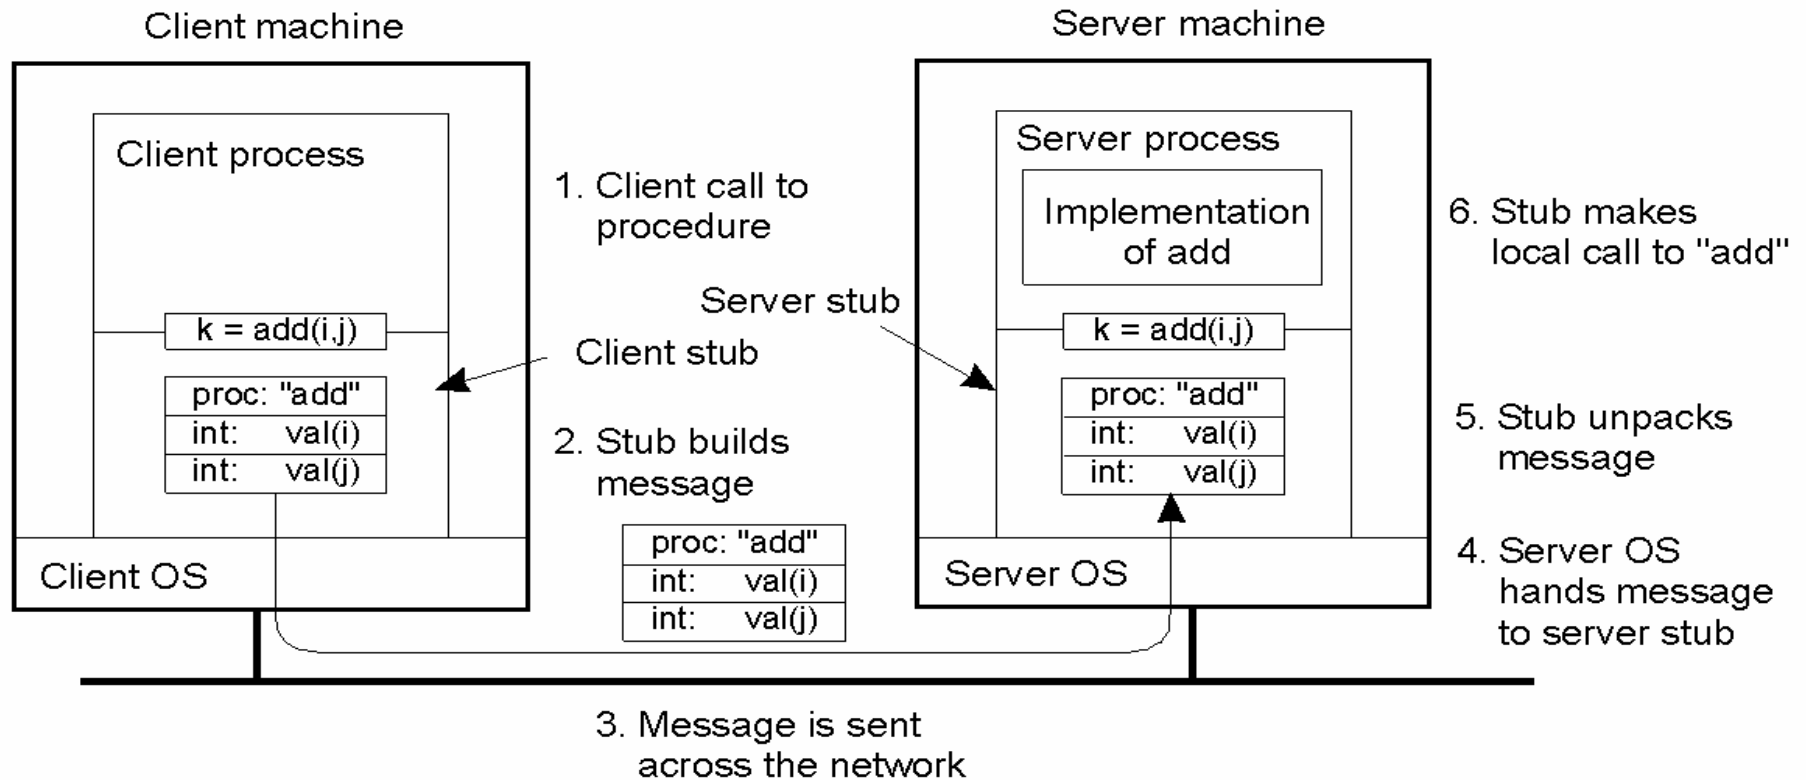 Client machine
Server machine
Client process
1. Client call to
procedure
k = add(i,j)
Client stub
proc: "add"
int: val(i)
int: val(j)
2. Stub builds
message
proc: "add"
int: val(i)
int: val(j)
Client OS
3. Message is sent
across the network
Server process
Implementation
of add
Server stub
k = add(i,j)
proc: "add"
int: val(i)
int: val(j)
Server OS
6. Stub makes
local call to "add"
5. Stub unpacks
message
4. Server OS
hands message
to server stub